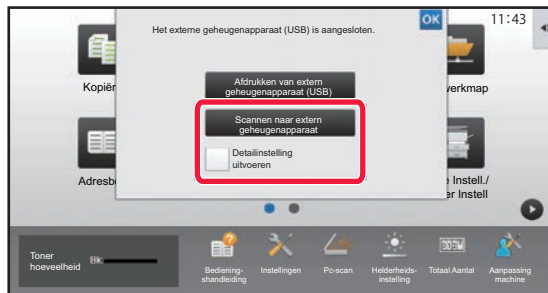 Het externe geheugenapparaat (USB) is aangesloten.
OK
11:43
Afdrukken van extern
geheugenapparaat (USB)
Scannen naar extern
geheugenapparaat
Detailinstelling
uitvoeren
Kopiër
erkmap
Adresb
Instell./
er Instell
Toner
hoeveelheid
Bk:
Bediening-
shandleiding
Instellingen
Pc-scan
Helderheids-
instelling
Totaal Aantal
Aanpassing
machine